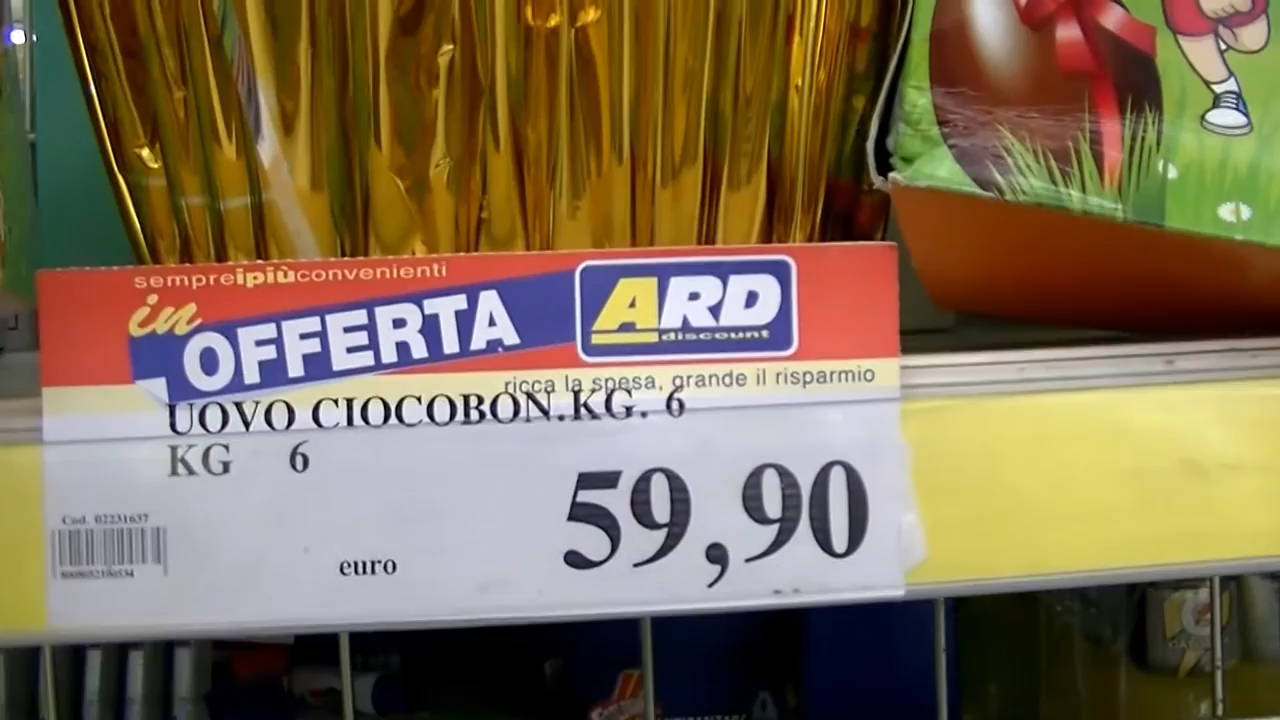 sempreipiùconvenienti
in
OFFERTA
ARD
discount
ricca la spesa, grande il risparmio
UOVO CIOCOBON.KG. 6
KG 6
59,90
Cod. 02231637
euro